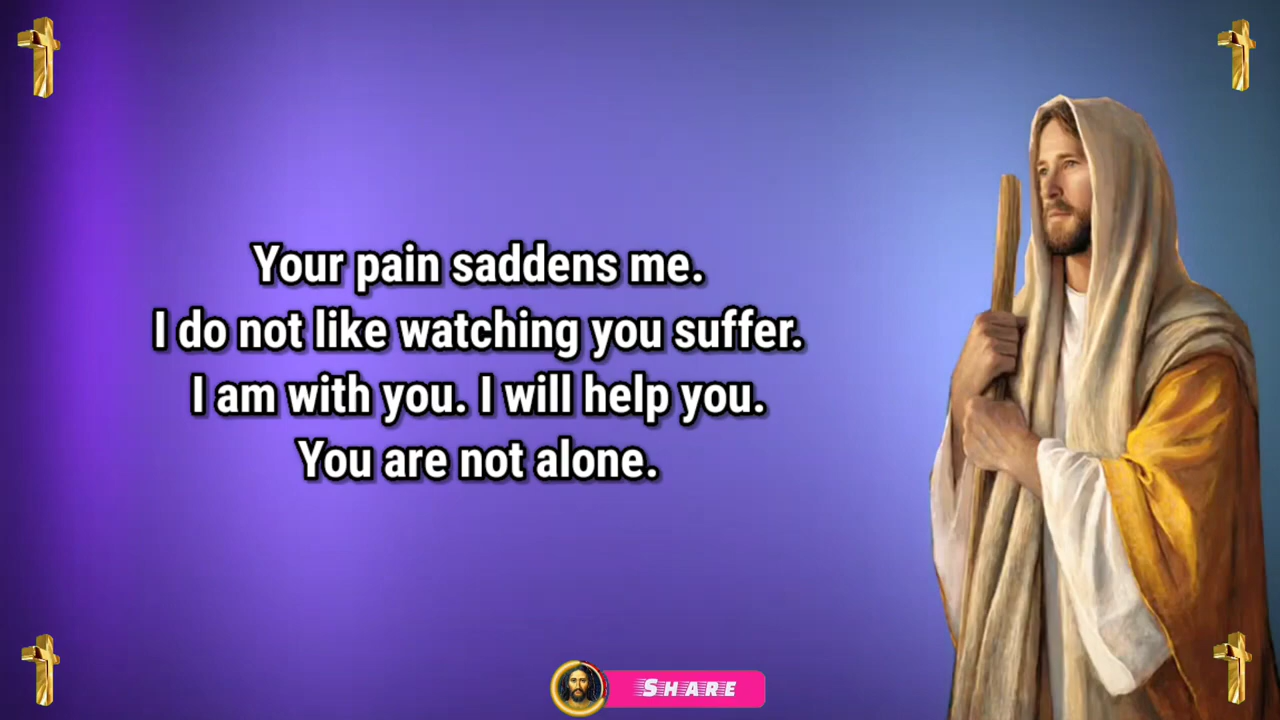 Your pain saddens me.
I do not like watching you suffer.
I am with you. I will help you.
You are not alone.
SHARE